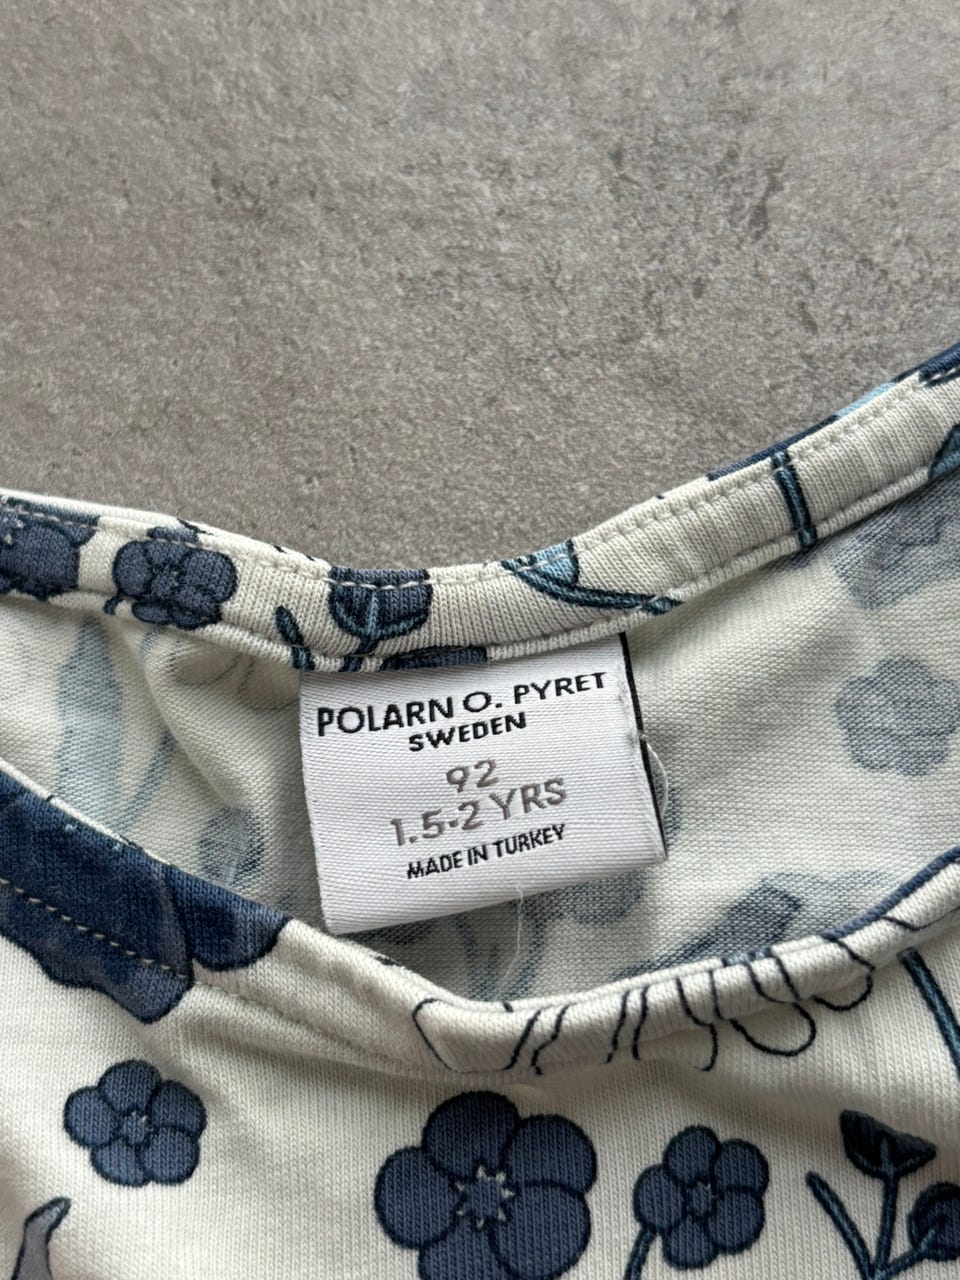 POLARN O. PYRET
SWEDEN
92
1.5-2 YRS
MADE IN TURKEY